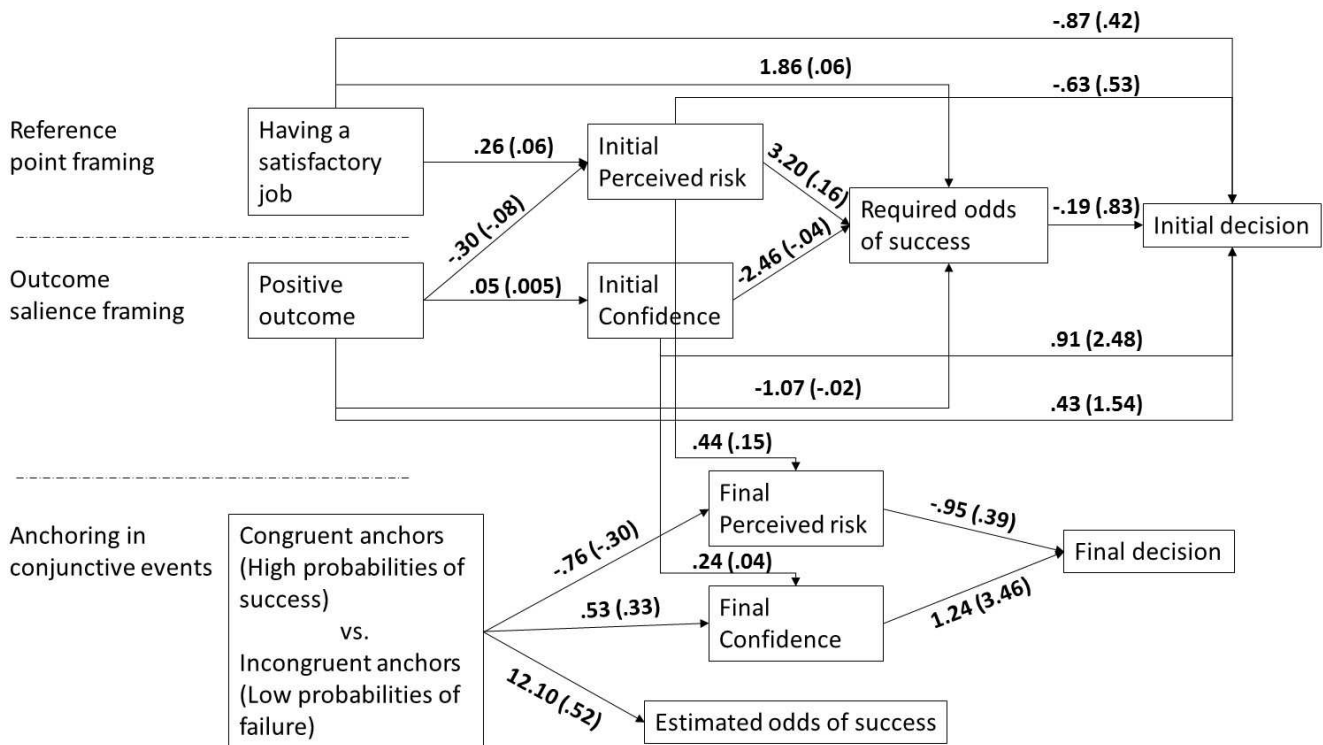 -.87 (.42)
1.86 (.06)
-.63 (.53)
Reference
point framing
Having a
satisfactory
job
.26 (.06)
Initial
Perceived risk
3.20 (.16)
Required odds
of success
-.19 (.83)
Initial decision
-.30 (-.08)
-2.46 (-.04)
Outcome
salience framing
Positive
outcome
.05 (.005)
Initial
Confidence
.91 (2.48)
-1.07 (-.02)
.43 (1.54)
.44 (.15)
Anchoring in
conjunctive events
Congruent anchors
(High probabilities of
success)
vs.
Incongruent anchors
(Low probabilities of
failure)
-.76 (-.30)
Final
Perceived risk
-.95 (.39)
Final decision
.24 (.04)
.53 (.33)
Final
Confidence
1.24 (3.46)
12.10 (.52)
Estimated odds of success